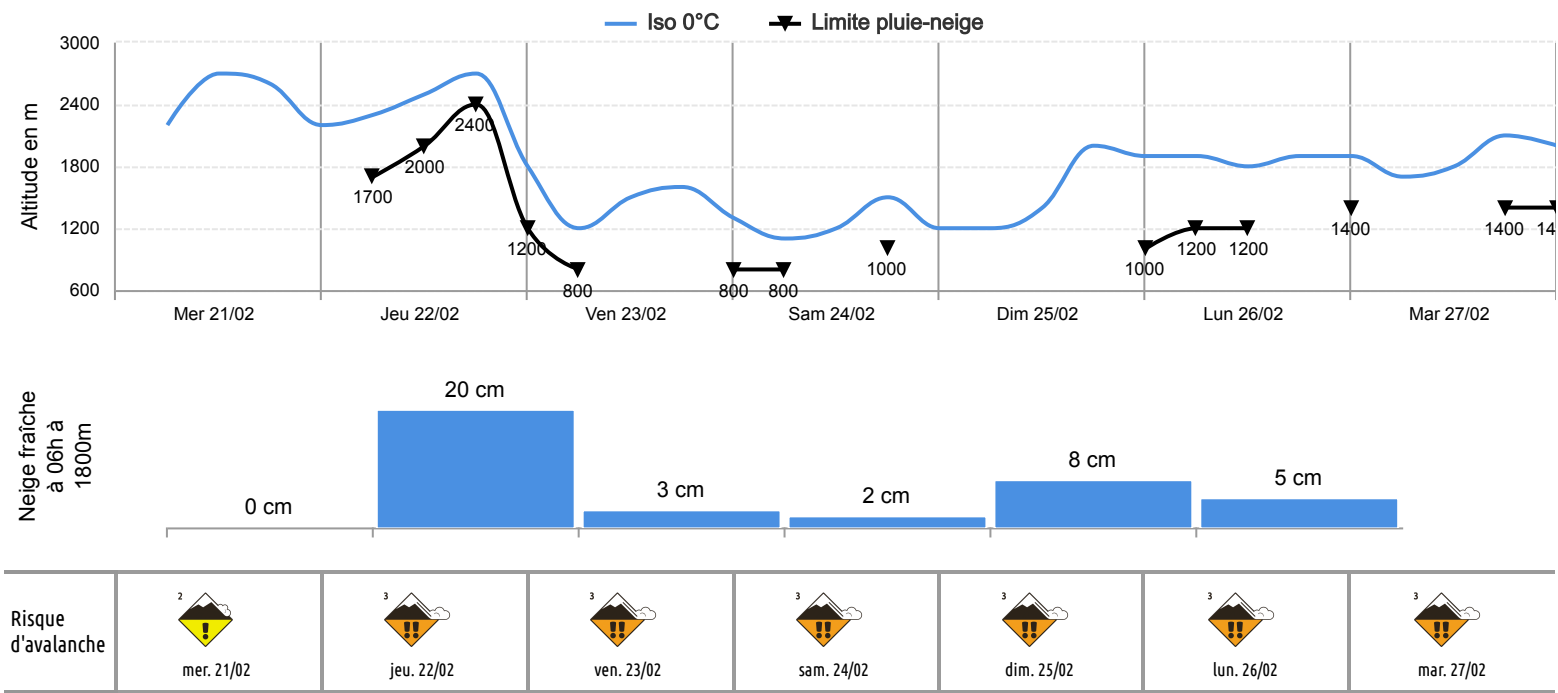 Iso 0°C Limite pluie-neige
Altitude en m
3000
2400
1800
1200
600
1700
2000
2400
1200
800
800
800
1000
1000
1200
1200
1400
1400
14
Mer 21/02 Jeu 22/02 Ven 23/02 Sam 24/02 Dim 25/02 Lun 26/02 Mar 27/02
Neige fraîche
à 06h à
1800m
0 cm
20 cm
3 cm
2 cm
8 cm
5 cm
Risque
d'avalanche
2 3 3 3 3 3 3
mer. 21/02 jeu. 22/02 ven. 23/02 sam. 24/02 dim. 25/02 lun. 26/02 mar. 27/02